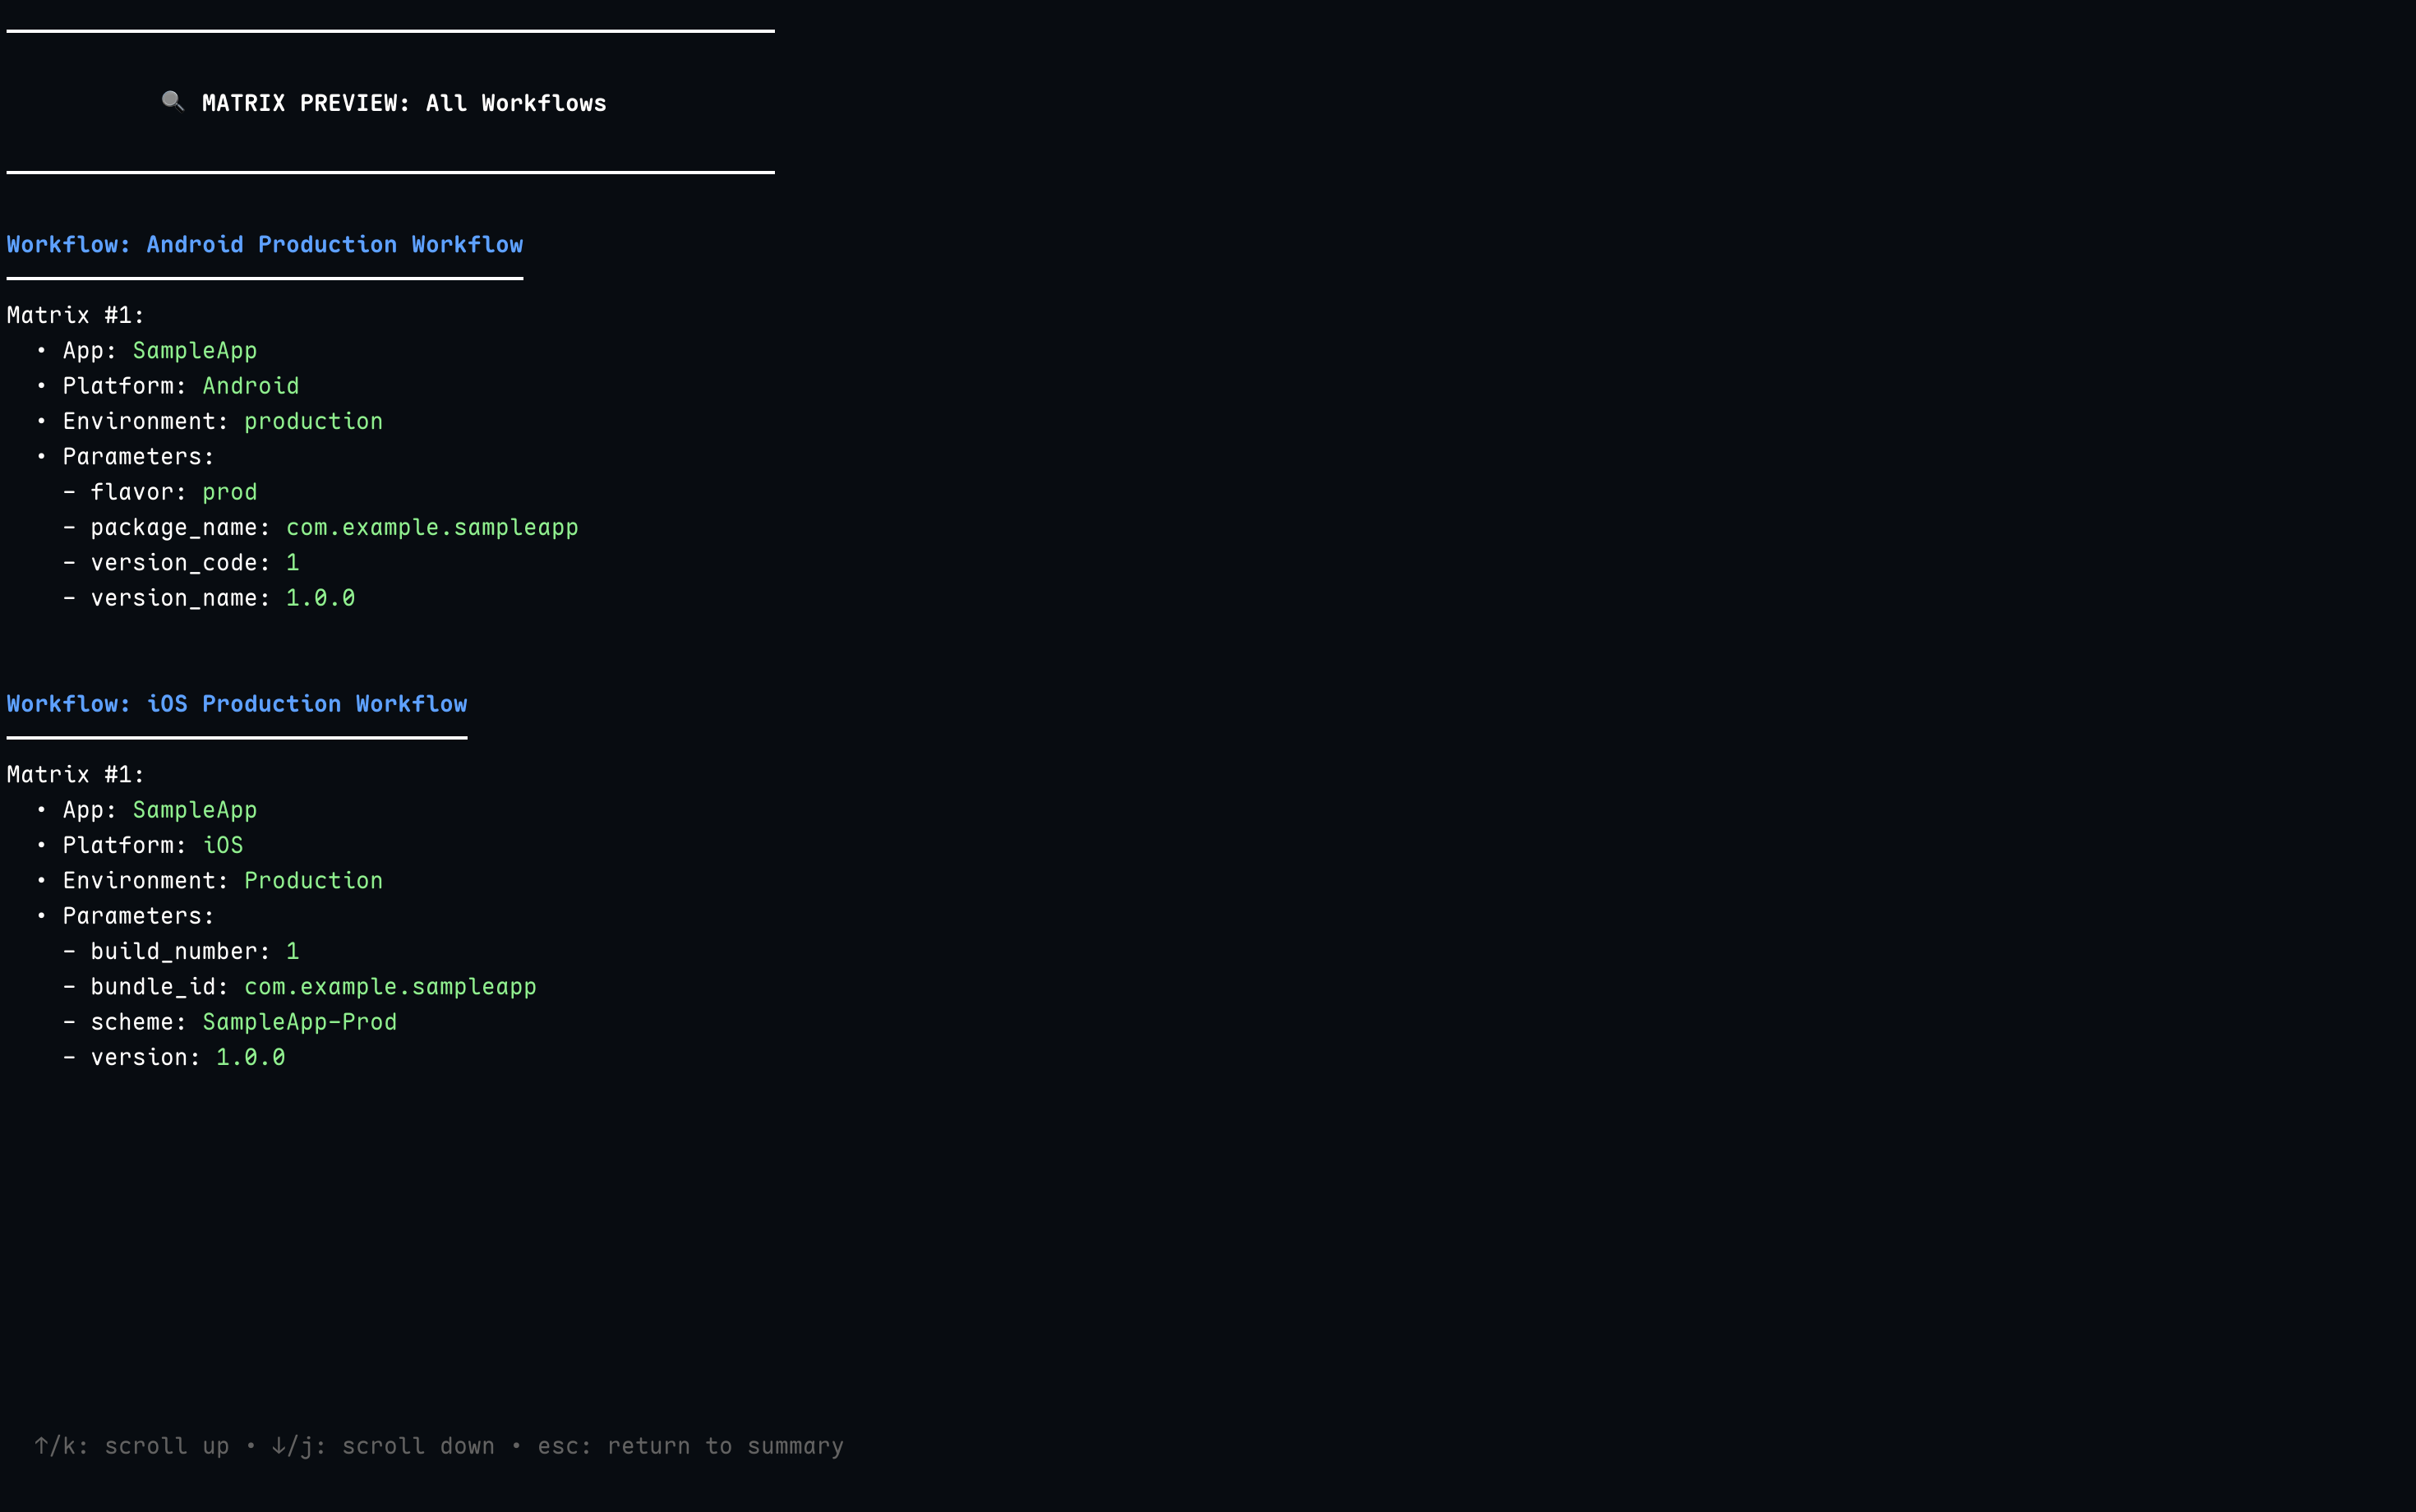 🔍 MATRIX PREVIEW: All Workflows
Workflow: Android Production Workflow
Matrix #1:
• App: SampleApp
• Platform: Android
• Environment: production
• Parameters:
- flavor: prod
- package_name: com.example.sampleapp
- version_code: 1
- version_name: 1.0.0
Workflow: iOS Production Workflow
Matrix #1:
• App: SampleApp
• Platform: iOS
• Environment: Production
• Parameters:
- build_number: 1
- bundle_id: com.example.sampleapp
- scheme: SampleApp-Prod
- version: 1.0.0
↑/k: scroll up • ↓/j: scroll down • esc: return to summary